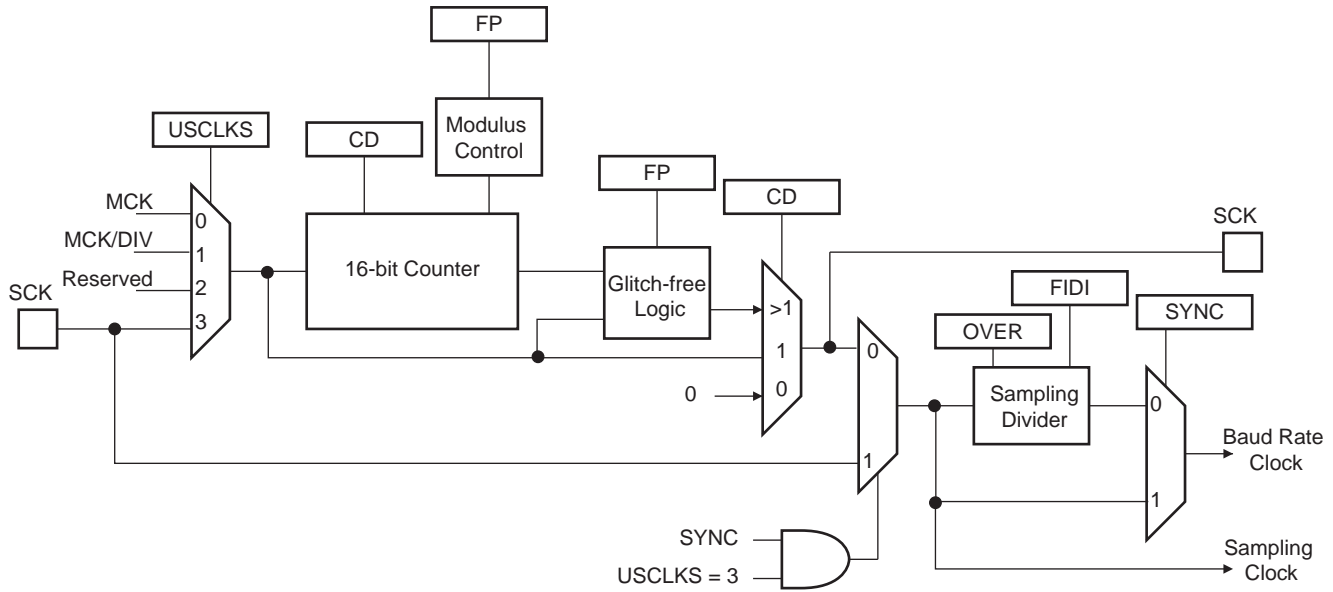 FP
USCLKS
CD
Modulus
Control
FP
CD
SCK
MCK
0
MCK/DIV
1
Reserved
2
SCK
3
16-bit Counter
Glitch-free
Logic
>1
1
0
0
FIDI
SYNC
OVER
0
Sampling
Divider
0
Baud Rate
Clock
1
1
SYNC
USCLKS = 3
Sampling
Clock